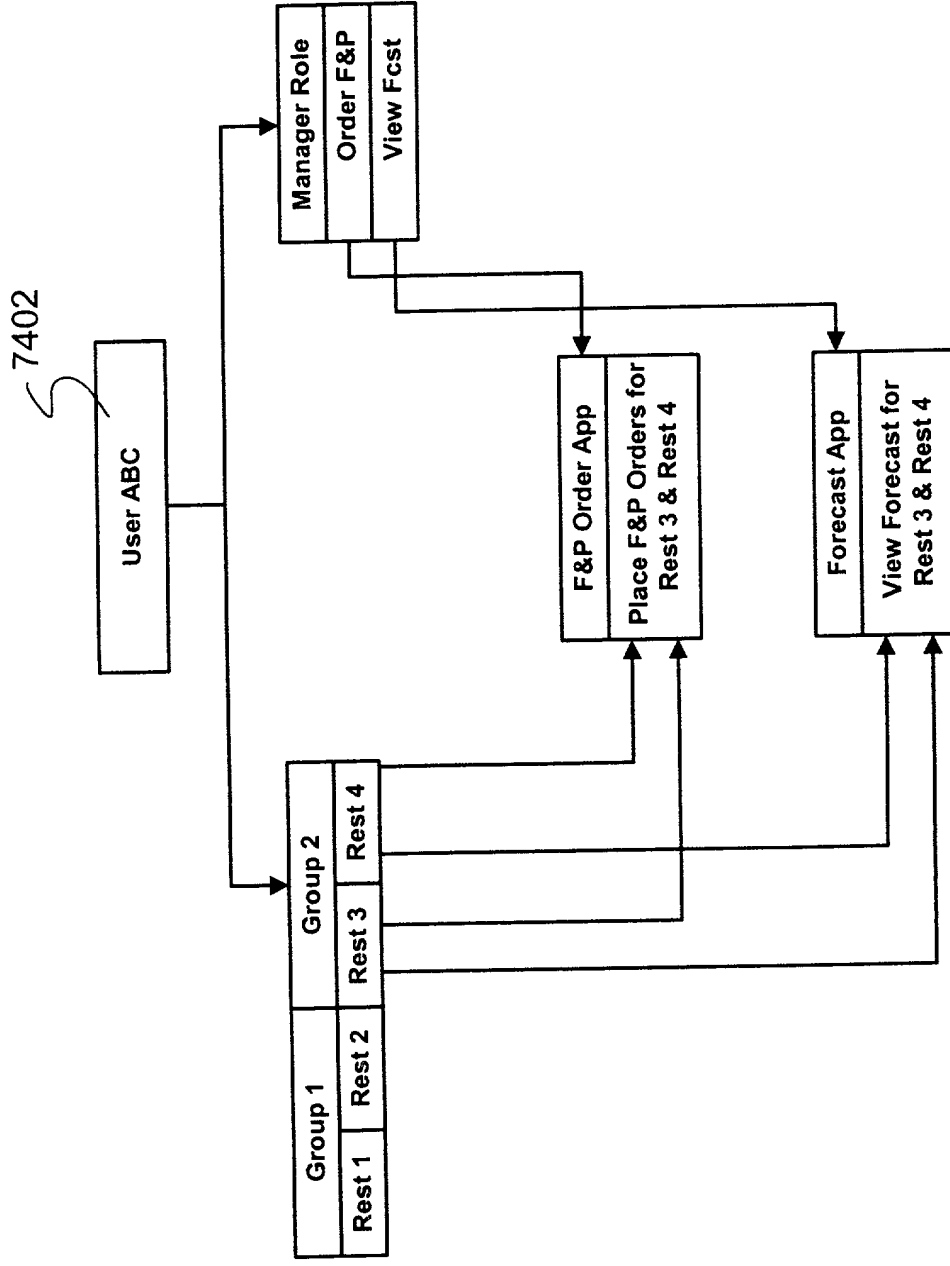 7402
User ABC
Group 1
Group 2
Rest 1
Rest 2
Rest 3
Rest 4
Manager Role
Order F&P
View Fcst
F&P Order App
Place F&P Orders for
Rest 3 & Rest 4
Forecast App
View Forecast for
Rest 3 & Rest 4